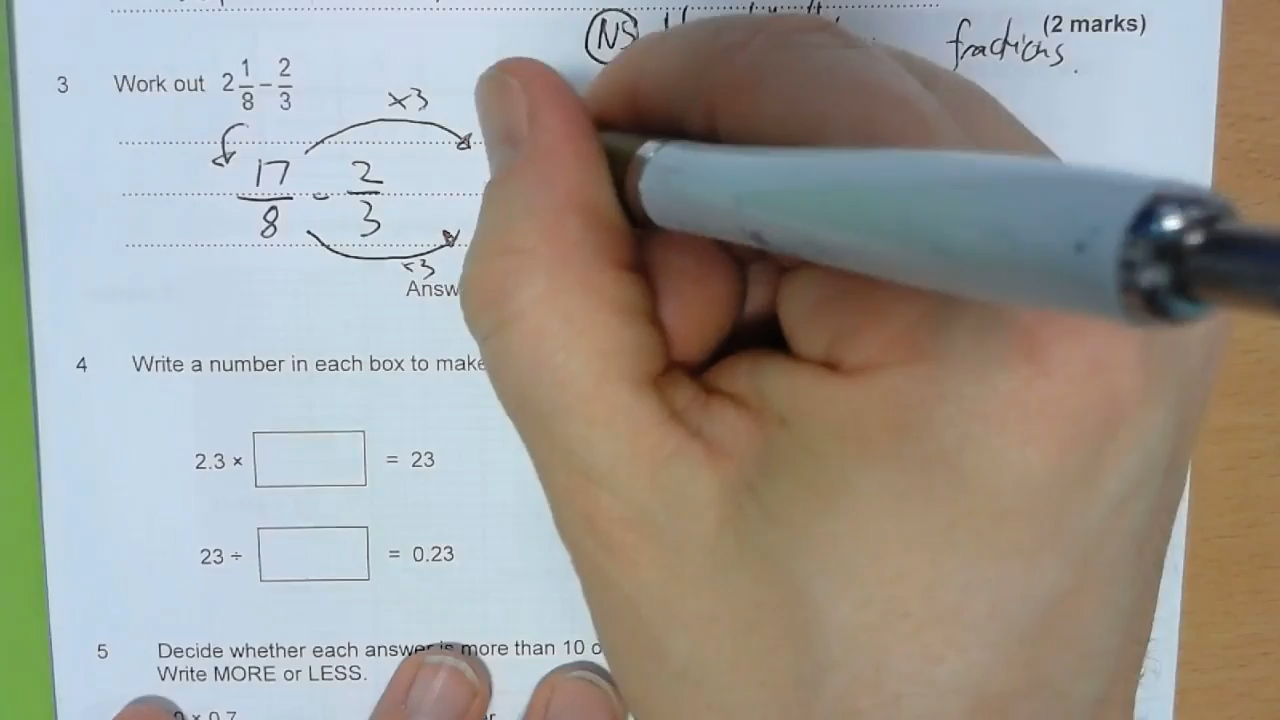 (NS) fractions. (2 marks)
3 Work out 2 1/8 - 2/3
×3
17/8 - 2/3
×3
Answ
4 Write a number in each box to make
2.3 × = 23
23 ÷ = 0.23
5 Decide whether each answer is more than 10 o
Write MORE or LESS.
× 0.7